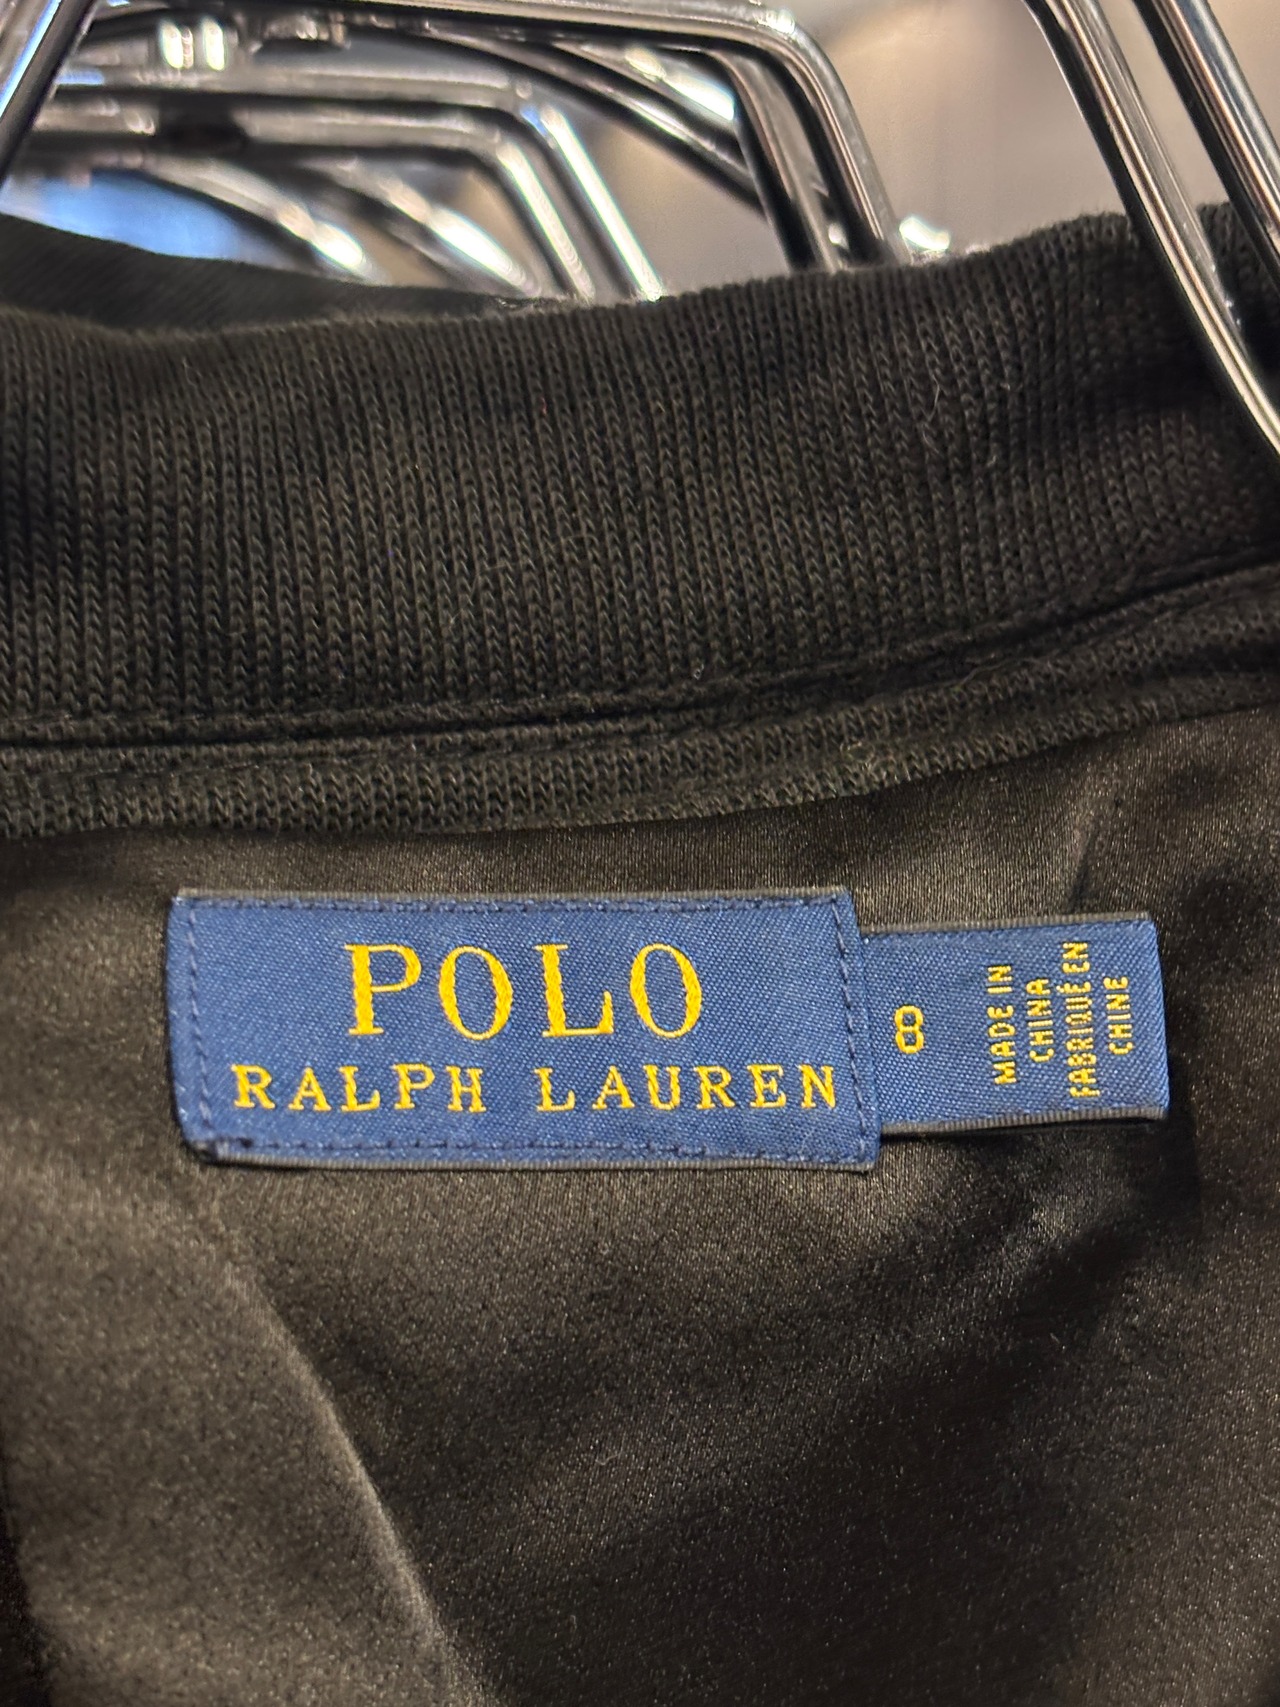 POLO
RALPH LAUREN
8
MADE IN
CHINA
FABRIQUÉ EN
CHINE